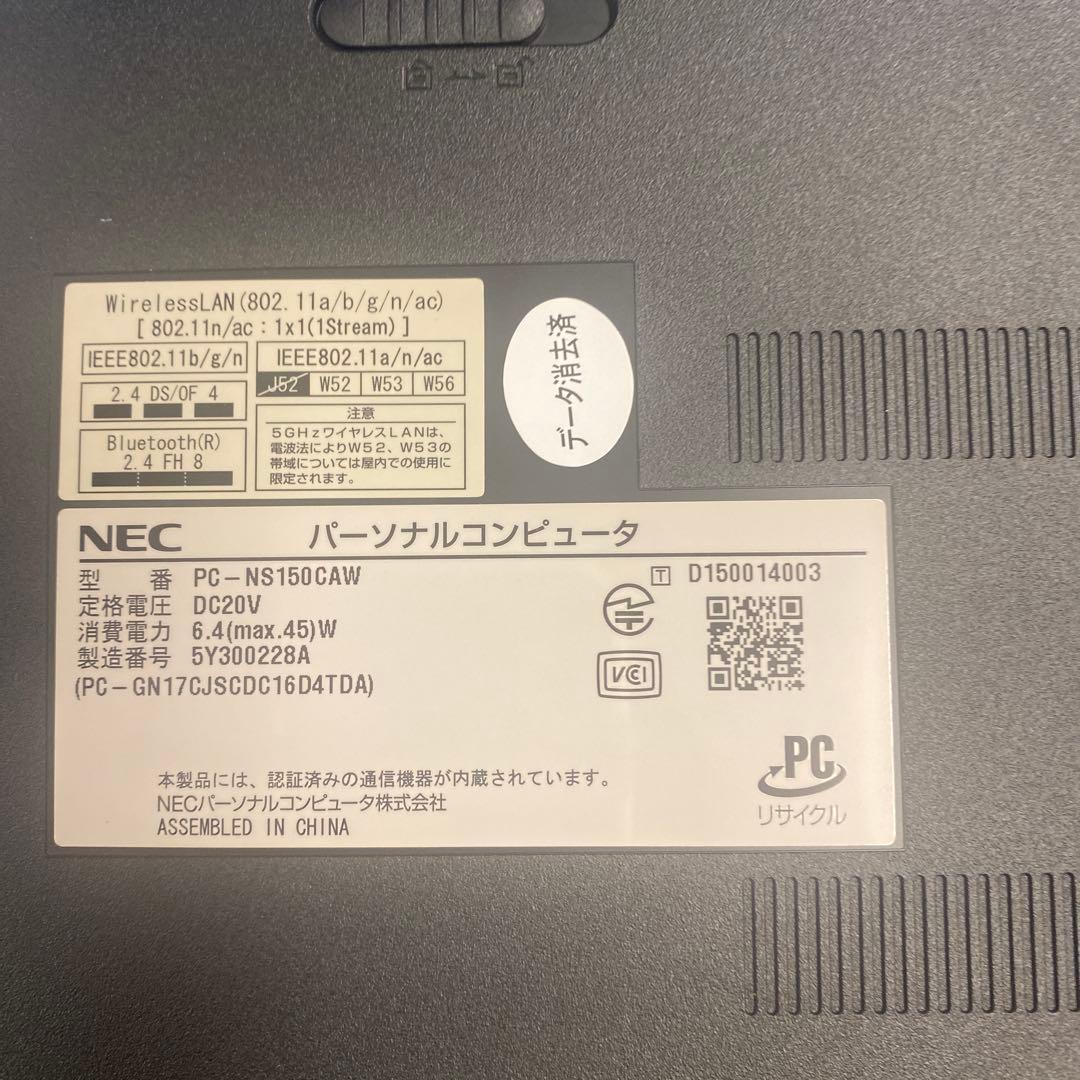 WirelessLAN(802.11a/b/g/n/ac)
[ 802.11n/ac : 1x1(1Stream) ]
IEEE802.11b/g/n
2.4 DS/OF 4
Bluetooth(R)
2.4 FH 8
IEEE802.11a/n/ac
J52 W52 W53 W56
注意
5GHzワイヤレスLANは、
電波法によりW52、W53の
帯域については屋内での使用に
限定されます。
データ消去済
NEC パーソナルコンピュータ
型 番 PC-NS150CAW
定格電圧 DC20V
消費電力 6.4(max.45)W
製造番号 5Y300228A
(PC-GN17CJSCDC16D4TDA)
T D150014003
VCCI
本製品には、認証済みの通信機器が内蔵されています。
NECパーソナルコンピュータ株式会社
ASSEMBLED IN CHINA
PC
リサイクル